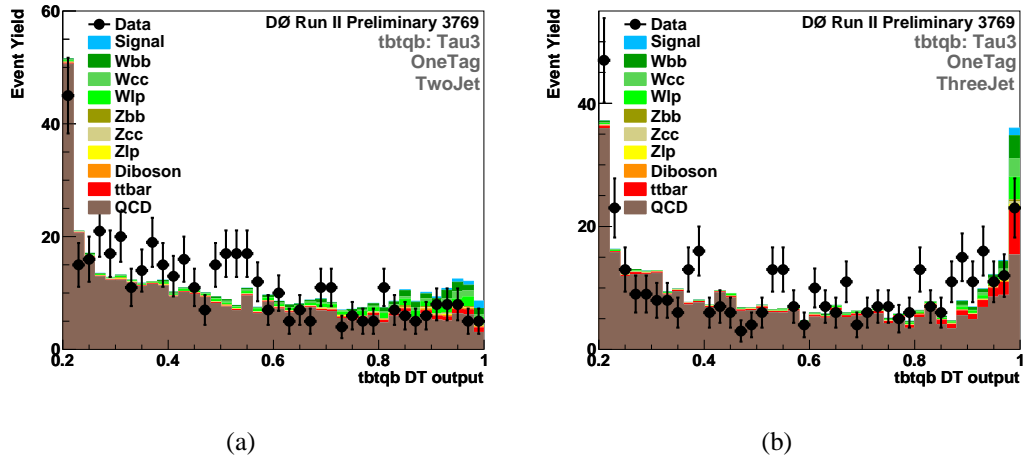 Event Yield
60
40
20
0
Data
Signal
Wbb
Wcc
Wlp
Zbb
Zcc
Zlp
Diboson
ttbar
QCD
DØ Run II Preliminary 3769
tbtqb: Tau3
OneTag
TwoJet
0.2 0.4 0.6 0.8 1
tbtqb DT output
(a)
Event Yield
40
20
0
Data
Signal
Wbb
Wcc
Wlp
Zbb
Zcc
Zlp
Diboson
ttbar
QCD
DØ Run II Preliminary 3769
tbtqb: Tau3
OneTag
ThreeJet
0.2 0.4 0.6 0.8 1
tbtqb DT output
(b)